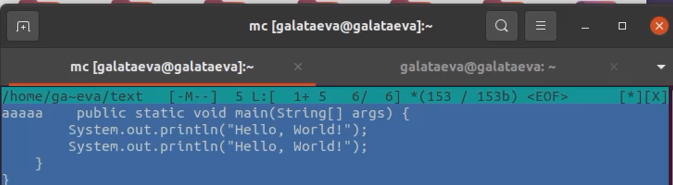 mc [galataeva@galataeva]:~
mc [galataeva@galataeva]:~ × galataeva@galataeva: ~ ×
/home/ga~eva/text   [-M--]  5 L:[  1+ 5   6/  6] *(153 / 153b) <EOF>      [*][X]
aaaaa    public static void main(String[] args) {
        System.out.println("Hello, World!");
        System.out.println("Hello, World!");
    }
}